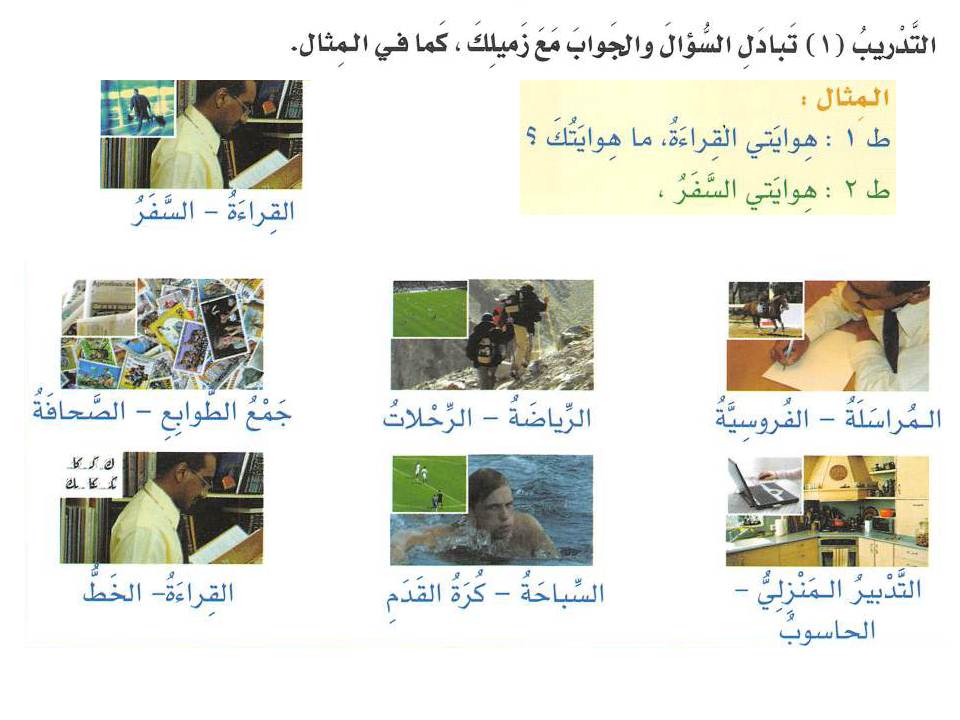 التَّدْريبُ (١) تَبادَلِ السُّؤالَ والجَوابَ مَعَ زَميلِكَ ، كَما في المِثال.
المِثال :
ط ١ : هِوايَتي القِراءَةُ، ما هِوايَتُكَ ؟
ط ٢ : هِوايَتي السَّفَرُ ،
القِراءَةُ – السَّفَرُ
المُراسَلَةُ – الفُروسِيَّةُ
الرِّياضَةُ – الرِّحْلاتُ
جَمْعُ الطَّوابِعِ – الصَّحافَةُ
التَّدْبيرُ المَنْزِلِيُّ –
الحاسوبُ
السِّباحَةُ – كُرَةُ القَدَمِ
القِراءَةُ– الخَطُّ